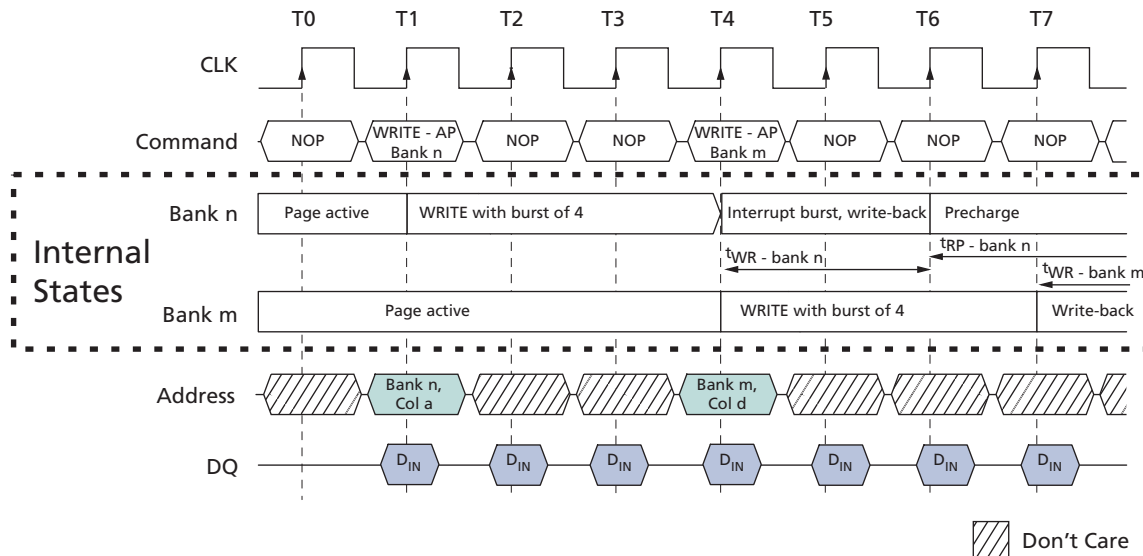 T0 T1 T2 T3 T4 T5 T6 T7
CLK
Command NOP WRITE - AP Bank n NOP NOP WRITE - AP Bank m NOP NOP NOP
Internal States
Bank n Page active WRITE with burst of 4 Interrupt burst, write-back Precharge
tWR - bank n tRP - bank n
tWR - bank m
Bank m Page active WRITE with burst of 4 Write-back
Address Bank n, Col a Bank m, Col d
DQ DIN DIN DIN DIN DIN DIN DIN
Don't Care